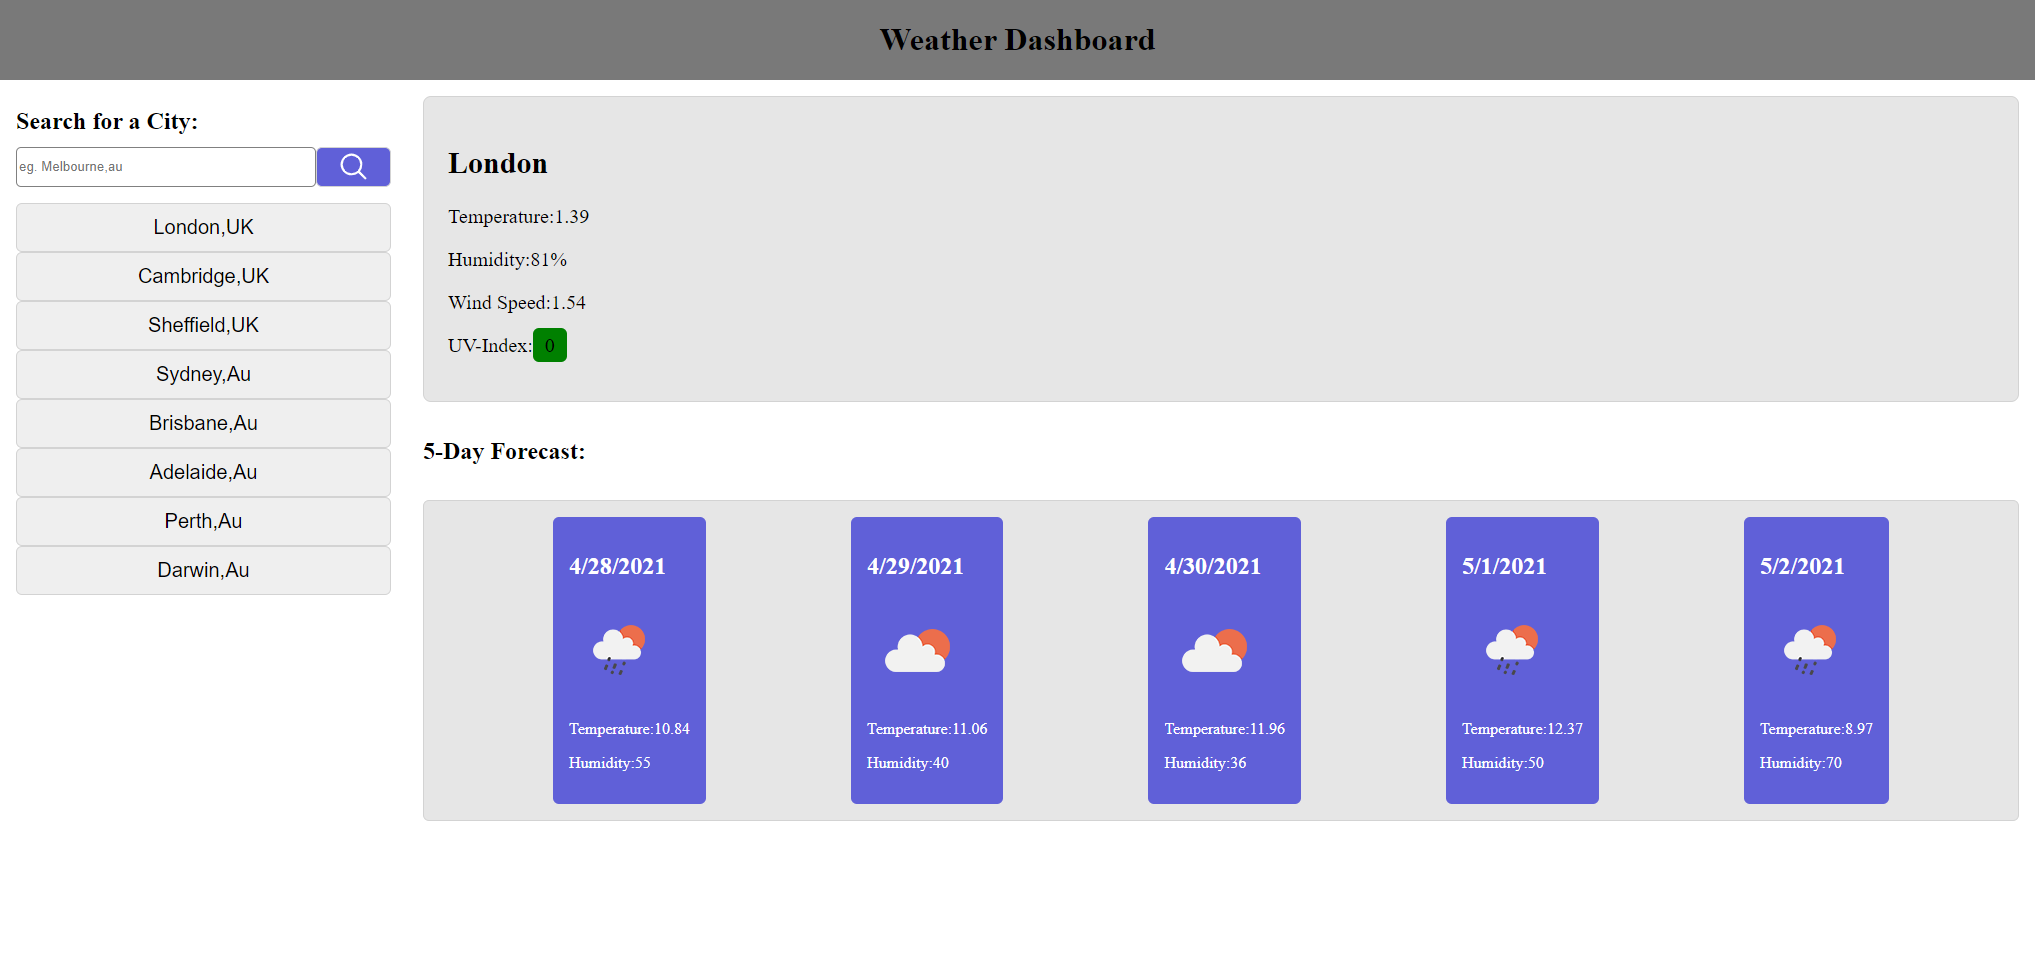 Weather Dashboard
Search for a City:
eg. Melbourne,au
London,UK
Cambridge,UK
Sheffield,UK
Sydney,Au
Brisbane,Au
Adelaide,Au
Perth,Au
Darwin,Au
London
Temperature:1.39
Humidity:81%
Wind Speed:1.54
UV-Index: 0
5-Day Forecast:
4/28/2021
Temperature:10.84
Humidity:55
4/29/2021
Temperature:11.06
Humidity:40
4/30/2021
Temperature:11.96
Humidity:36
5/1/2021
Temperature:12.37
Humidity:50
5/2/2021
Temperature:8.97
Humidity:70